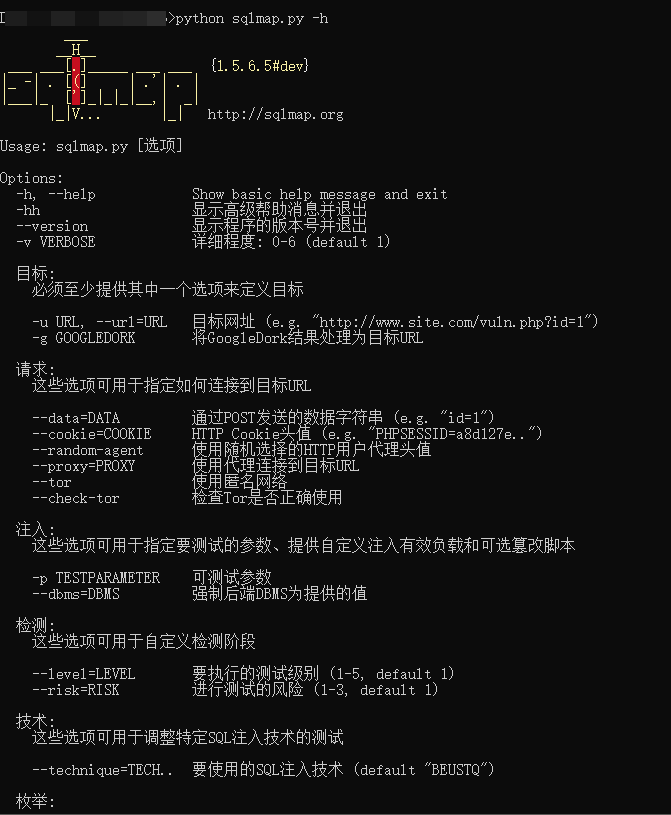 >python sqlmap.py -h
{1.5.6.5#dev}
http://sqlmap.org
Usage: sqlmap.py [选项]
Options:
-h, --help Show basic help message and exit
-hh 显示高级帮助消息并退出
--version 显示程序的版本号并退出
-v VERBOSE 详细程度: 0-6 (default 1)
目标:
必须至少提供其中一个选项来定义目标
-u URL, --url=URL 目标网址 (e.g. "http://www.site.com/vuln.php?id=1")
-g GOOGLEDORK 将GoogleDork结果处理为目标URL
请求:
这些选项可用于指定如何连接到目标URL
--data=DATA 通过POST发送的数据字符串 (e.g. "id=1")
--cookie=COOKIE HTTP Cookie头值 (e.g. "PHPSESSID=a8d127e..")
--random-agent 使用随机选择的HTTP用户代理头值
--proxy=PROXY 使用代理连接到目标URL
--tor 使用匿名网络
--check-tor 检查Tor是否正确使用
注入:
这些选项可用于指定要测试的参数、提供自定义注入有效负载和可选篡改脚本
-p TESTPARAMETER 可测试参数
--dbms=DBMS 强制后端DBMS为提供的值
检测:
这些选项可用于自定义检测阶段
--level=LEVEL 要执行的测试级别 (1-5, default 1)
--risk=RISK 进行测试的风险 (1-3, default 1)
技术:
这些选项可用于调整特定SQL注入技术的测试
--technique=TECH.. 要使用的SQL注入技术 (default "BEUSTQ")
枚举: